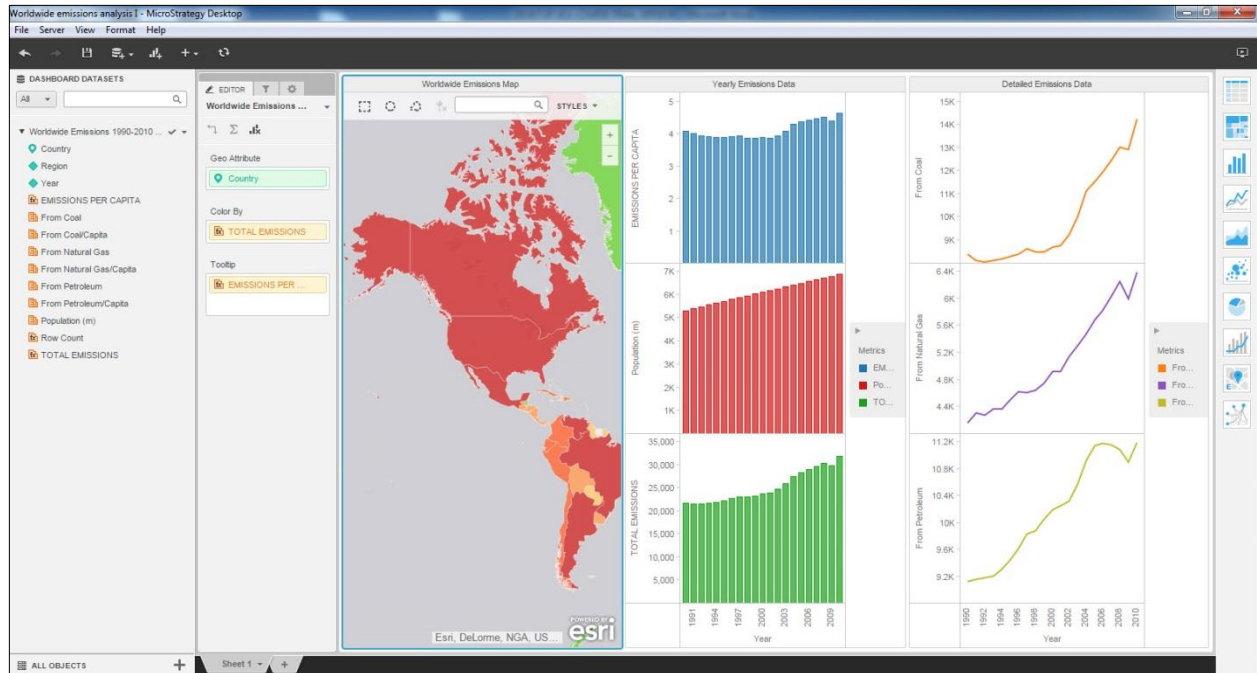 Worldwide emissions analysis I - MicroStrategy Desktop
File Server View Format Help
DASHBOARD DATASETS
All
Worldwide Emissions 1990-2010 ...
Country
Region
Year
EMISSIONS PER CAPITA
From Coal
From Coal/Capita
From Natural Gas
From Natural Gas/Capita
From Petroleum
From Petroleum/Capita
Population (m)
Row Count
TOTAL EMISSIONS
ALL OBJECTS
EDITOR
Worldwide Emissions ...
Geo Attribute
Country
Color By
TOTAL EMISSIONS
Tooltip
EMISSIONS PER ...
Worldwide Emissions Map
STYLES
Esri, DeLorme, NGA, US...
POWERED BY
esri
Yearly Emissions Data
EMISSIONS PER CAPITA
5
4
3
2
1
Population (m)
7K
6K
5K
4K
3K
2K
1K
TOTAL EMISSIONS
35,000
30,000
25,000
20,000
15,000
10,000
5,000
1991 1994 1997 2000 2003 2006 2009
Year
Metrics
EM...
Po...
TO...
Detailed Emissions Data
From Coal
15K
14K
13K
12K
11K
10K
9K
From Natural Gas
6.4K
6K
5.6K
5.2K
4.8K
4.4K
From Petroleum
11.2K
10.8K
10.4K
10K
9.6K
9.2K
1990 1992 1994 1996 1998 2000 2002 2004 2006 2008 2010
Year
Metrics
Fro...
Fro...
Fro...
Sheet 1